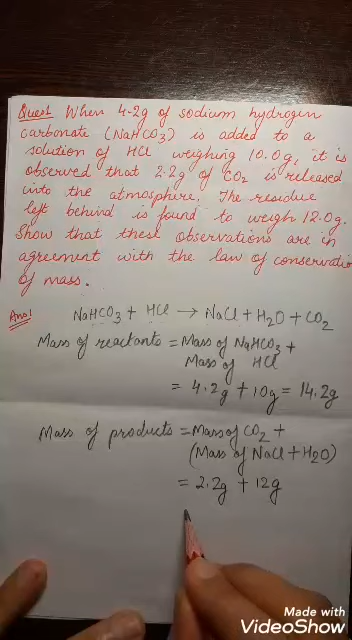 Ques! When 4.2g of sodium hydrogen
carbonate (NaHCO3) is added to a
solution of HCl weighing 10.0g, it is
observed that 2.2g of CO2 is released
into the atmosphere. The residue
left behind is found to weigh 12.0g.
Show that these observations are in
agreement with the law of conservatio
of mass.
Ans! NaHCO3 + HCl → NaCl + H2O + CO2
Mass of reactants = Mass of NaHCO3 +
Mass of HCl
= 4.2g + 10g = 14.2g
Mass of products = Mass of CO2 +
(Mass of NaCl + H2O)
= 2.2g + 12g
Made with
VideoShow